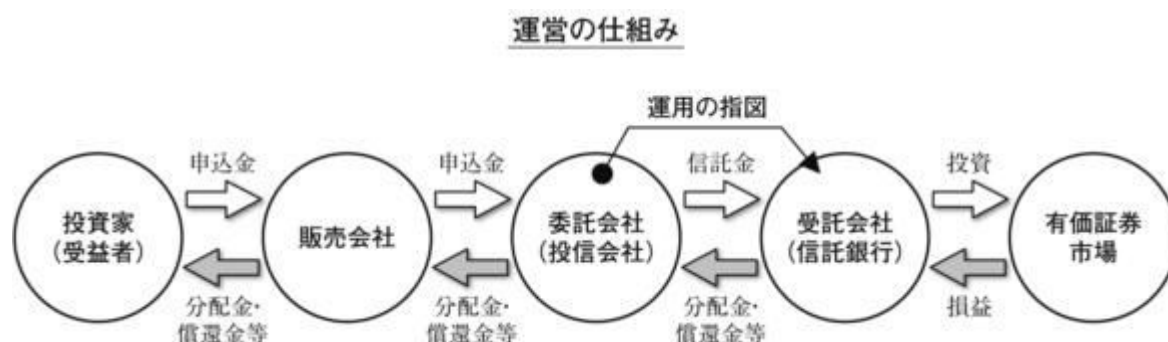 運営の仕組み
運用の指図
申込金
申込金
信託金
投資
投資家
（受益者）
販売会社
委託会社
（投信会社）
受託会社
（信託銀行）
有価証券
市場
分配金・
償還金等
分配金・
償還金等
分配金・
償還金等
損益